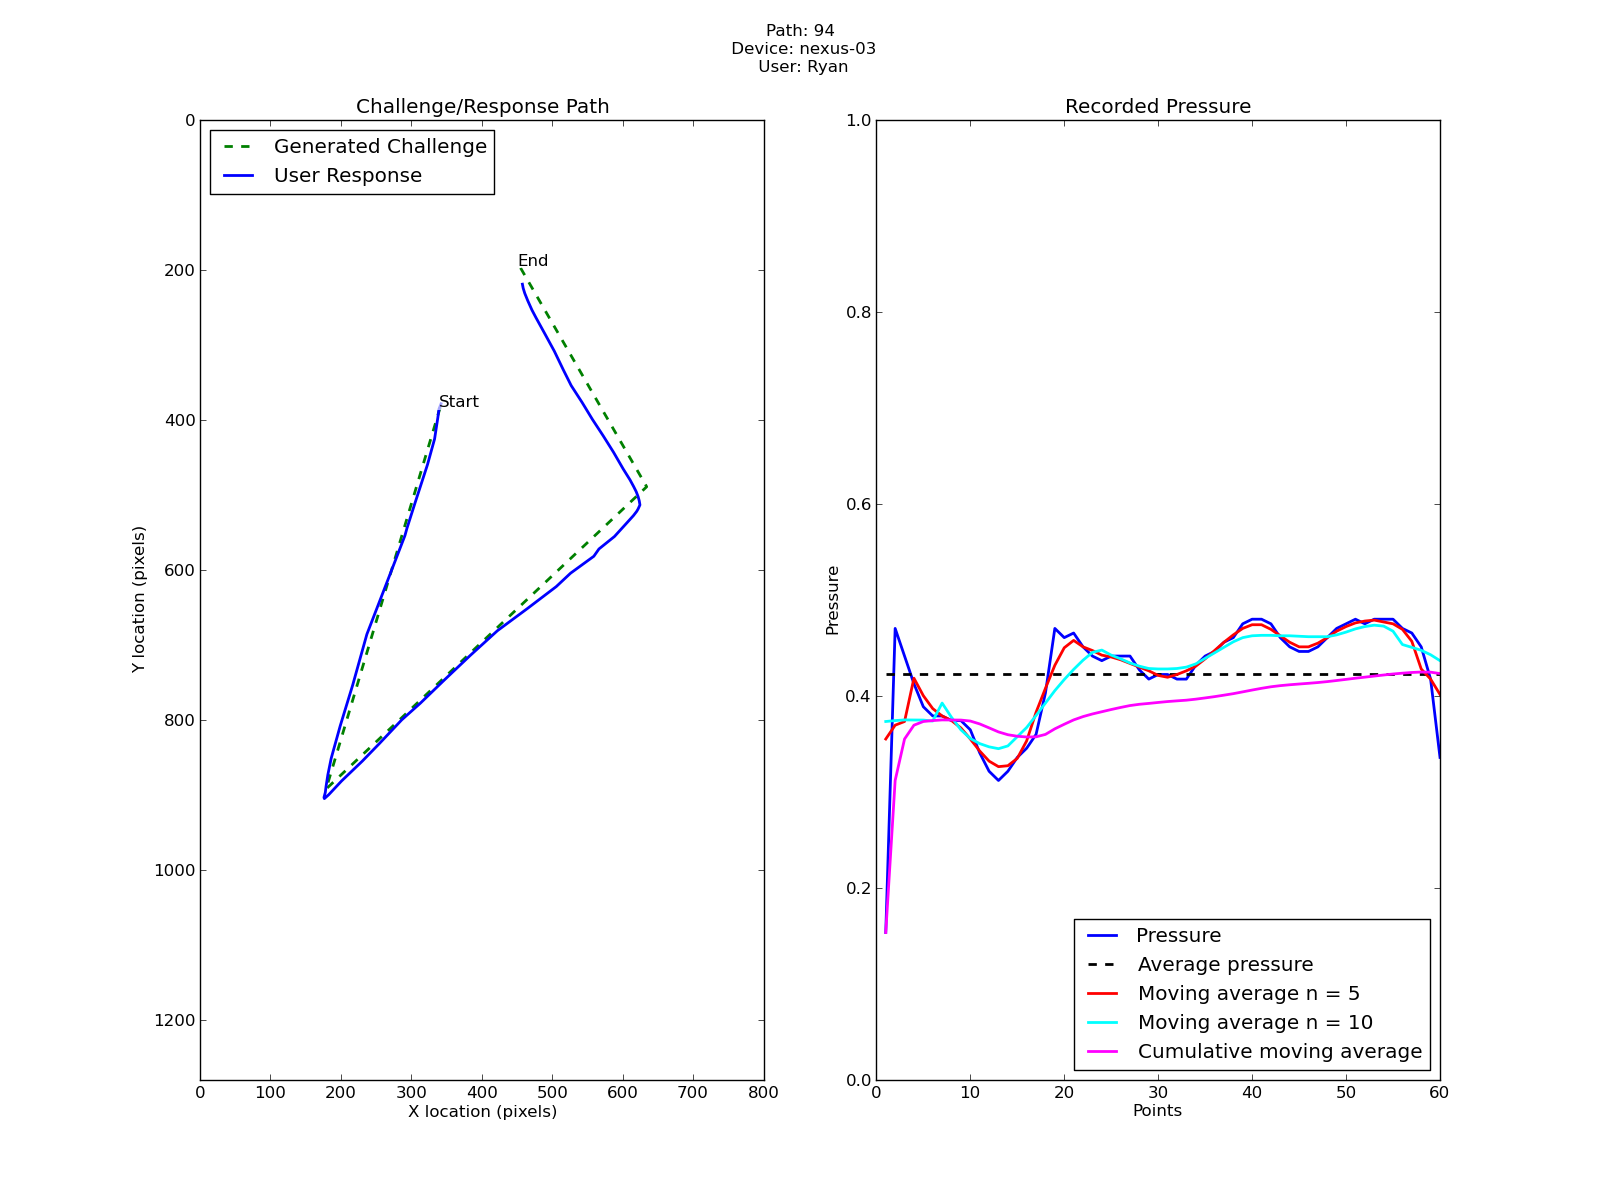 Path: 94
Device: nexus-03
User: Ryan
Challenge/Response Path
Generated Challenge
User Response
End
Start
0
200
400
600
800
1000
1200
Y location (pixels)
0 100 200 300 400 500 600 700 800
X location (pixels)
Recorded Pressure
1.0
0.8
0.6
0.4
0.2
0.0
Pressure
Pressure
Average pressure
Moving average n = 5
Moving average n = 10
Cumulative moving average
0 10 20 30 40 50 60
Points